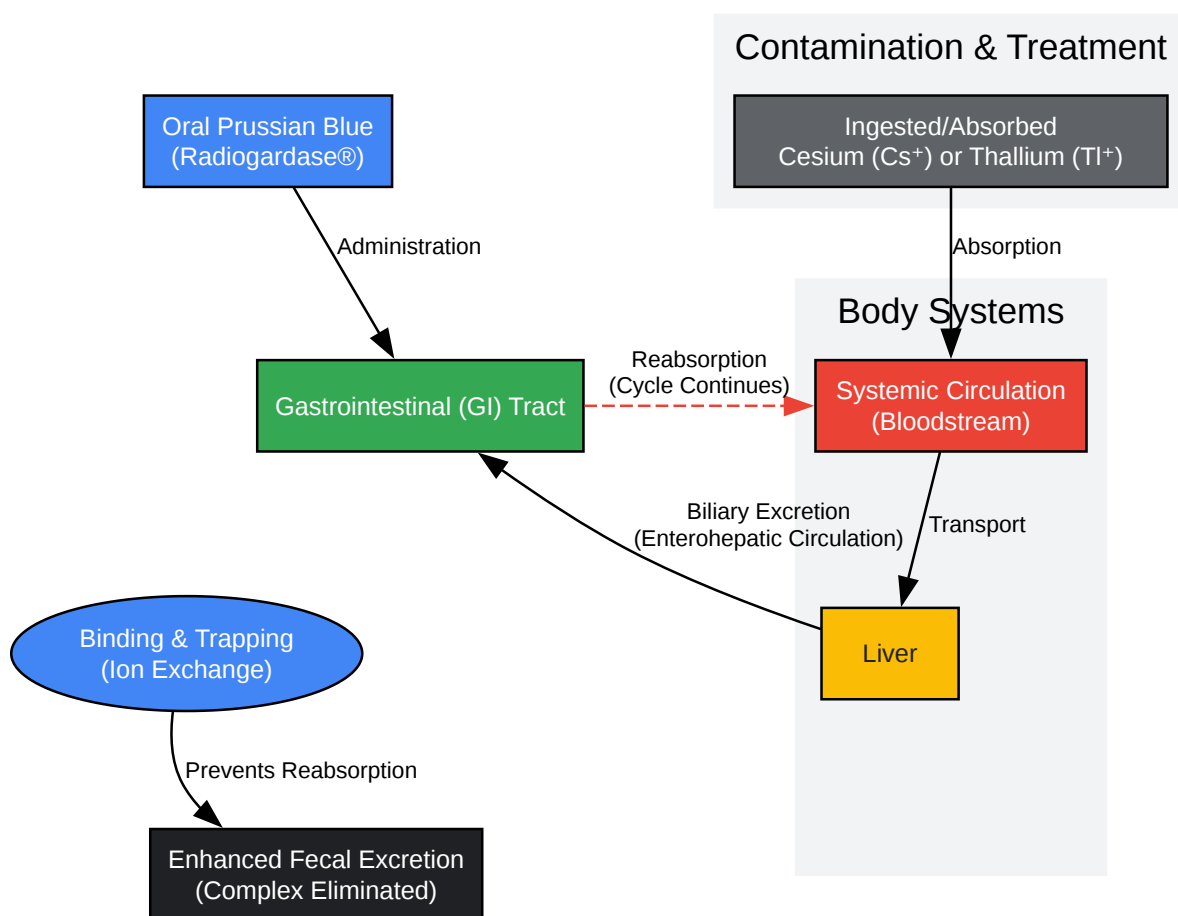 Contamination & Treatment
Oral Prussian Blue
(Radiogardase®)
Ingested/Absorbed
Cesium (Cs⁺) or Thallium (Tl⁺)
Administration
Absorption
Body Systems
Gastrointestinal (GI) Tract
Reabsorption
(Cycle Continues)
Systemic Circulation
(Bloodstream)
Biliary Excretion
(Enterohepatic Circulation)
Transport
Binding & Trapping
(Ion Exchange)
Liver
Prevents Reabsorption
Enhanced Fecal Excretion
(Complex Eliminated)